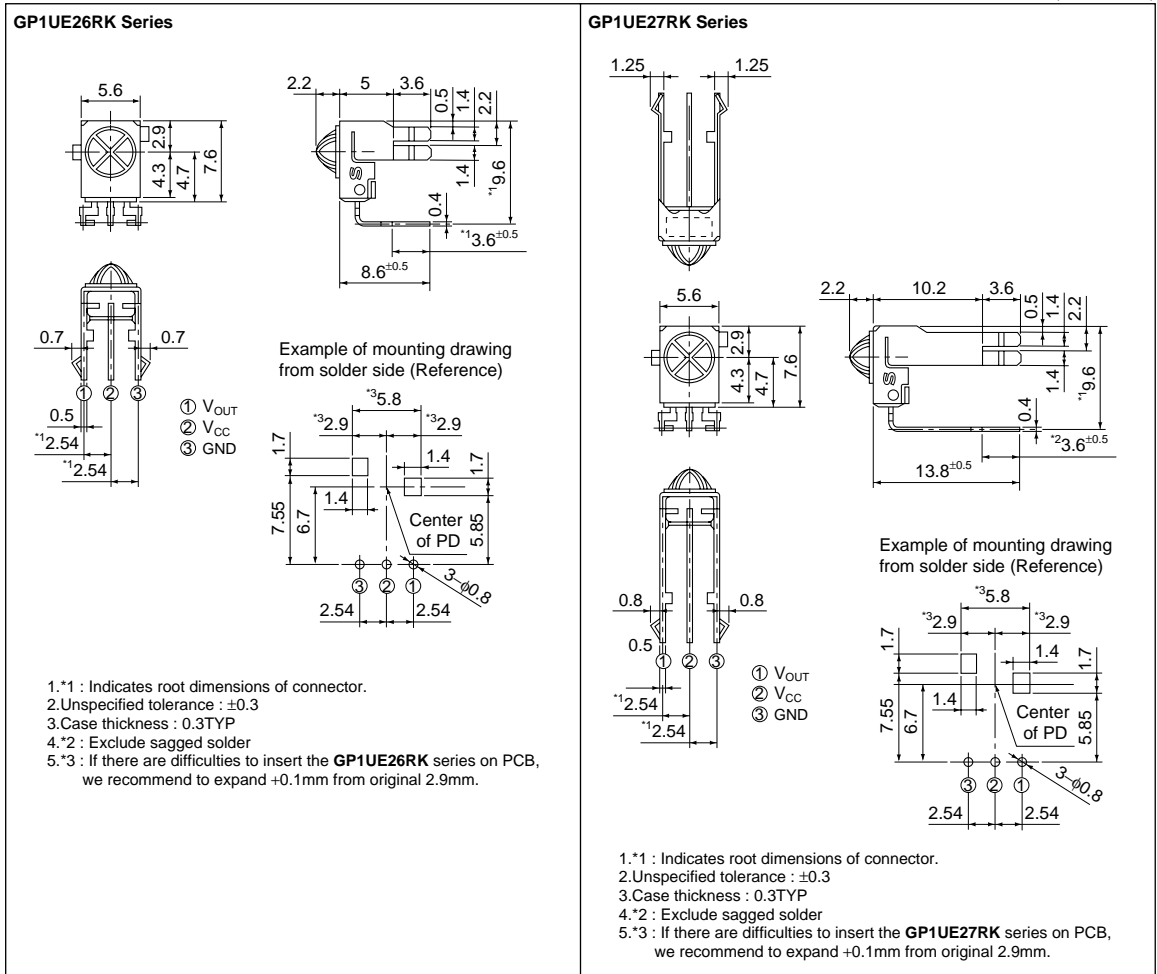 GP1UE26RK Series
5.6
2.9
4.3
4.7
7.6
2.2
5
3.6
0.5
1.4
2.2
1.4
*19.6
0.4
*13.6±0.5
8.6±0.5
0.7
0.7
①
②
③
0.5
*12.54
*12.54
① VOUT
② VCC
③ GND
Example of mounting drawing
from solder side (Reference)
*35.8
*32.9
*32.9
1.7
1.4
1.7
1.4
7.55
6.7
Center
of PD
5.85
③
②
①
3–φ0.8
2.54
2.54
1.*1 : Indicates root dimensions of connector.
2.Unspecified tolerance : ±0.3
3.Case thickness : 0.3TYP
4.*2 : Exclude sagged solder
5.*3 : If there are difficulties to insert the GP1UE26RK series on PCB,
we recommend to expand +0.1mm from original 2.9mm.
GP1UE27RK Series
1.25
1.25
5.6
2.9
4.3
4.7
7.6
2.2
10.2
3.6
0.5
1.4
2.2
1.4
*19.6
0.4
*23.6±0.5
13.8±0.5
0.8
0.8
0.5
①
②
③
*12.54
*12.54
① VOUT
② VCC
③ GND
Example of mounting drawing
from solder side (Reference)
*35.8
*32.9
*32.9
1.7
1.4
1.7
1.4
7.55
6.7
Center
of PD
5.85
③
②
①
3–φ0.8
2.54
2.54
1.*1 : Indicates root dimensions of connector.
2.Unspecified tolerance : ±0.3
3.Case thickness : 0.3TYP
4.*2 : Exclude sagged solder
5.*3 : If there are difficulties to insert the GP1UE27RK series on PCB,
we recommend to expand +0.1mm from original 2.9mm.